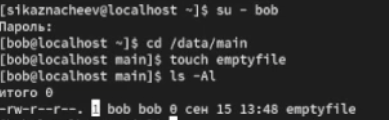 [sikaznacheev@localhost ~]$ su - bob
Пароль:
[bob@localhost ~]$ cd /data/main
[bob@localhost main]$ touch emptyfile
[bob@localhost main]$ ls -Al
итого 0
-rw-r--r--. 1 bob bob 0 сен 15 13:48 emptyfile